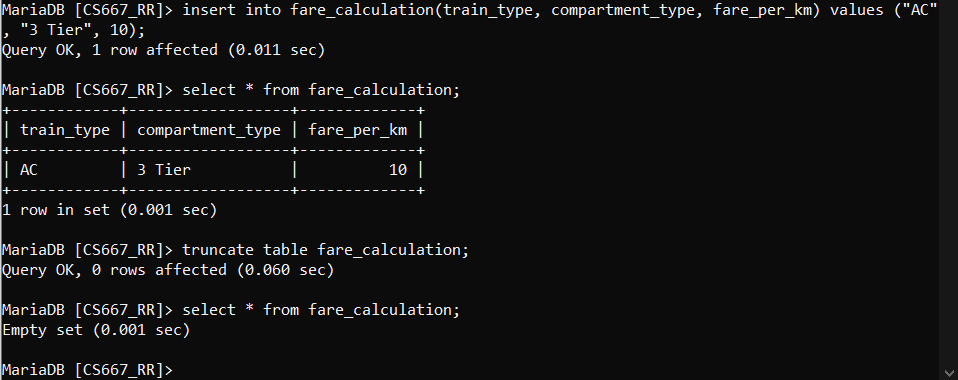 MariaDB [CS667_RR]> insert into fare_calculation(train_type, compartment_type, fare_per_km) values ("AC"
, "3 Tier", 10);
Query OK, 1 row affected (0.011 sec)

MariaDB [CS667_RR]> select * from fare_calculation;
+------------+------------------+-------------+
| train_type | compartment_type | fare_per_km |
+------------+------------------+-------------+
| AC         | 3 Tier           |          10 |
+------------+------------------+-------------+
1 row in set (0.001 sec)

MariaDB [CS667_RR]> truncate table fare_calculation;
Query OK, 0 rows affected (0.060 sec)

MariaDB [CS667_RR]> select * from fare_calculation;
Empty set (0.001 sec)

MariaDB [CS667_RR]>